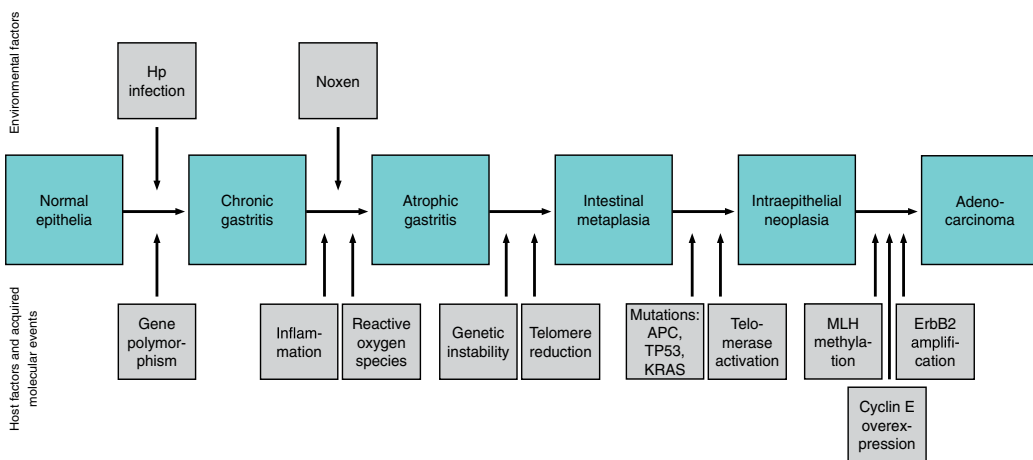 Environmental factors
Hp
infection
Noxen
Normal
epithelia
Chronic
gastritis
Atrophic
gastritis
Intestinal
metaplasia
Intraepithelial
neoplasia
Adeno-
carcinoma
Host factors and acquired
molecular events
Gene
polymor-
phism
Inflam-
mation
Reactive
oxygen
species
Genetic
instability
Telomere
reduction
Mutations:
APC,
TP53,
KRAS
Telo-
merase
activation
MLH
methyla-
tion
ErbB2
amplifi-
cation
Cyclin E
overex-
pression